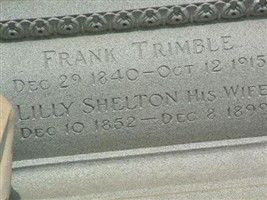 FRANK TRIMBLE
DEC 29 1840–OCT 12 1915
LILLY SHELTON HIS WIFE
DEC 10 1852–DEC 8 1899